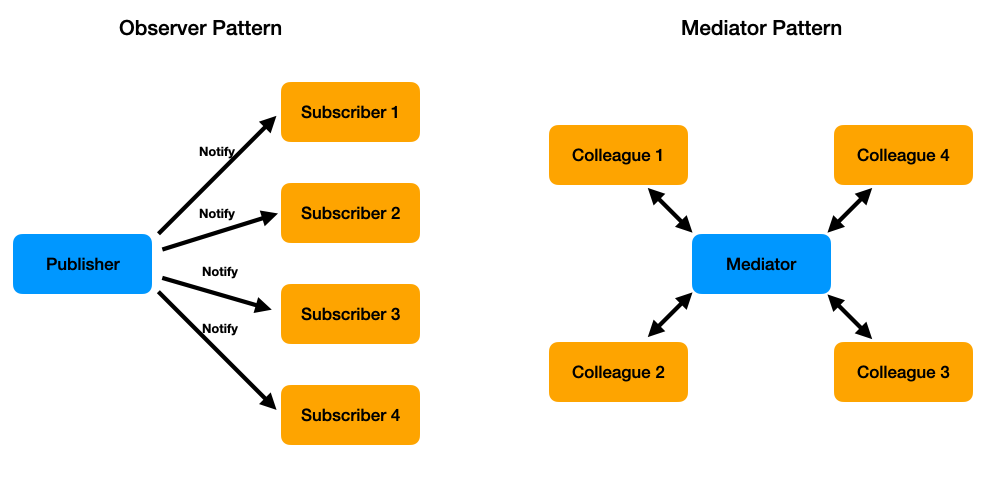 Observer Pattern
Subscriber 1
Notify
Notify
Subscriber 2
Publisher
Notify
Subscriber 3
Notify
Subscriber 4
Mediator Pattern
Colleague 1
Colleague 4
Mediator
Colleague 2
Colleague 3